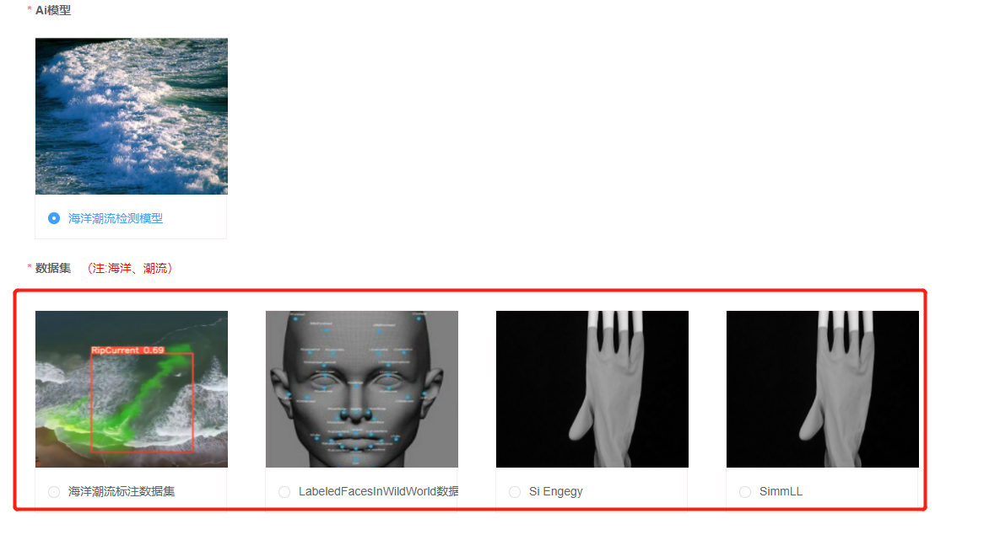 * Ai模型
海洋潮流检测模型
* 数据集 （注:海洋、潮流）
RipCurrent 0.69
海洋潮流标注数据集
LabeledFacesInWildWorld数据
Si Engegy
SimmLL